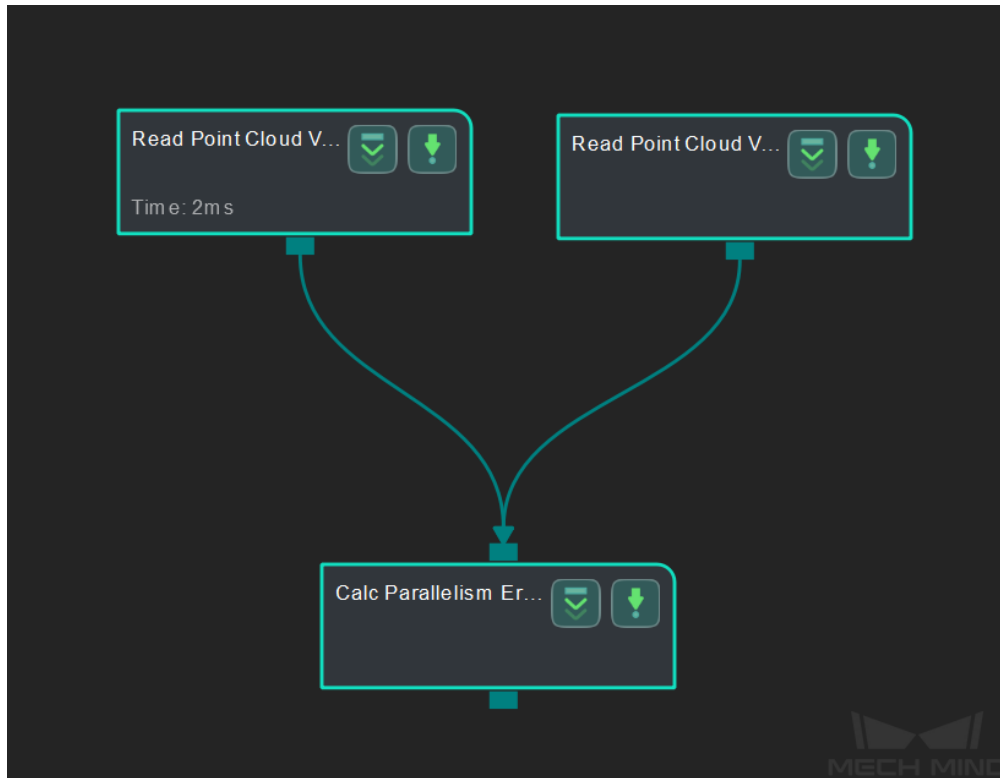 Read Point Cloud V...
Read Point Cloud V...
Time: 2ms
Calc Parallelism Er...
MECH MIND